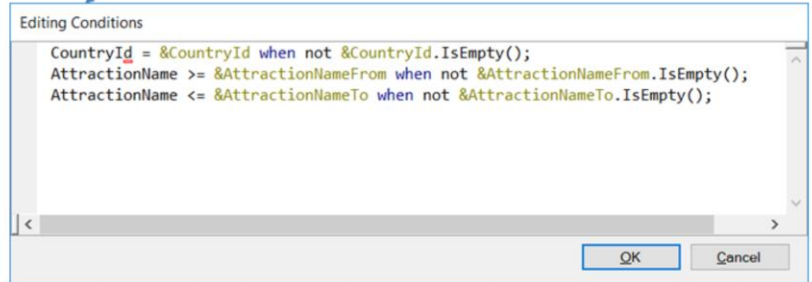 Editing Conditions
CountryId = &CountryId when not &CountryId.IsEmpty();
AttractionName >= &AttractionNameFrom when not &AttractionNameFrom.IsEmpty();
AttractionName <= &AttractionNameTo when not &AttractionNameTo.IsEmpty();
OK Cancel